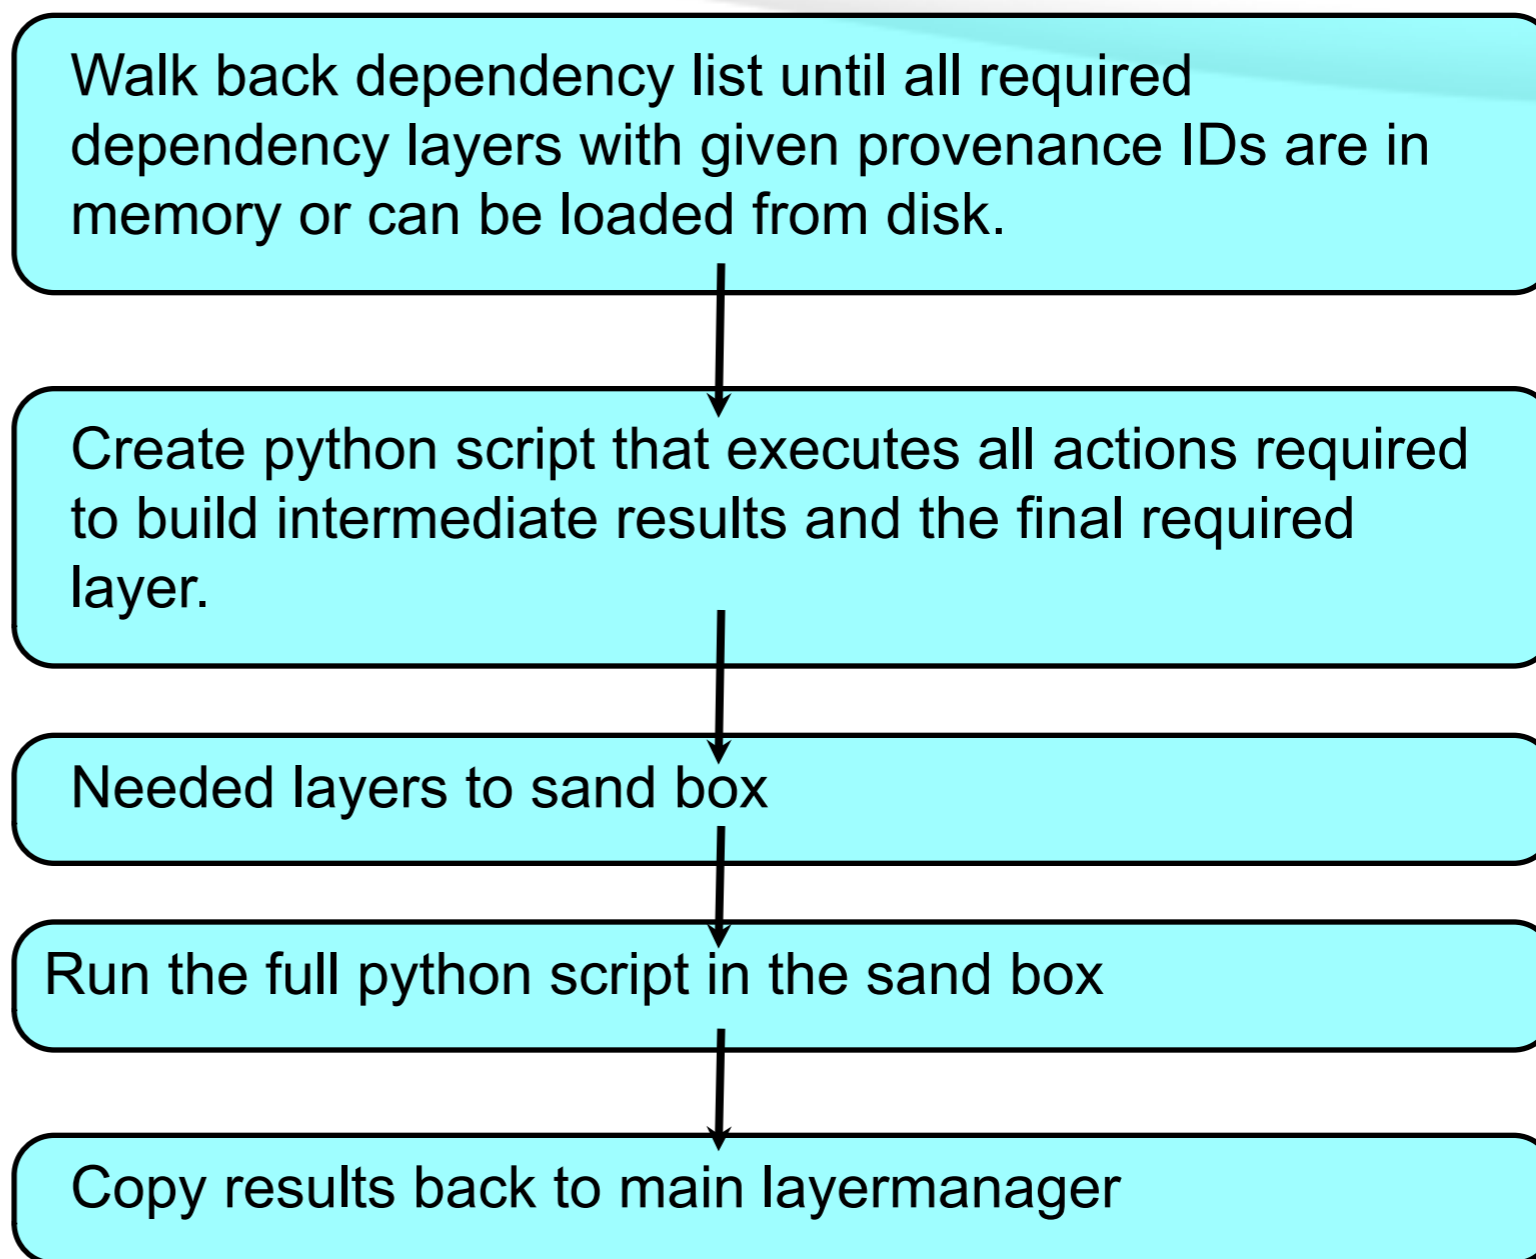 Walk back dependency list until all required
dependency layers with given provenance IDs are in
memory or can be loaded from disk.
Create python script that executes all actions required
to build intermediate results and the final required
layer.
Needed layers to sand box
Run the full python script in the sand box
Copy results back to main layermanager